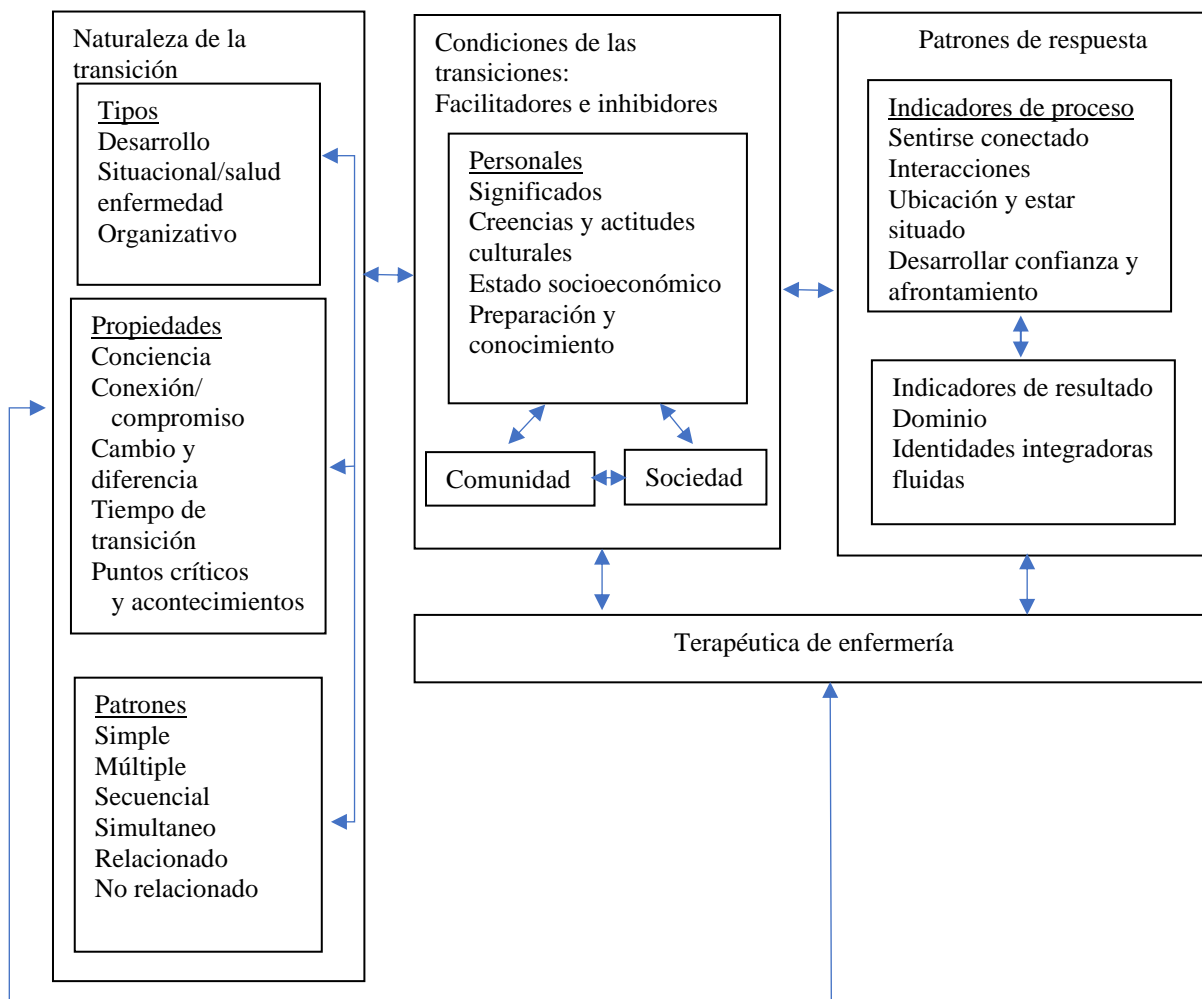 Naturaleza de la
transición
Tipos
Desarrollo
Situacional/salud
enfermedad
Organizativo
Propiedades
Conciencia
Conexión/
compromiso
Cambio y
diferencia
Tiempo de
transición
Puntos críticos
y acontecimientos
Patrones
Simple
Múltiple
Secuencial
Simultaneo
Relacionado
No relacionado
Condiciones de las
transiciones:
Facilitadores e inhibidores
Personales
Significados
Creencias y actitudes
culturales
Estado socioeconómico
Preparación y
conocimiento
Comunidad
Sociedad
Patrones de respuesta
Indicadores de proceso
Sentirse conectado
Interacciones
Ubicación y estar
situado
Desarrollar confianza y
afrontamiento
Indicadores de resultado
Dominio
Identidades integradoras
fluidas
Terapéutica de enfermería